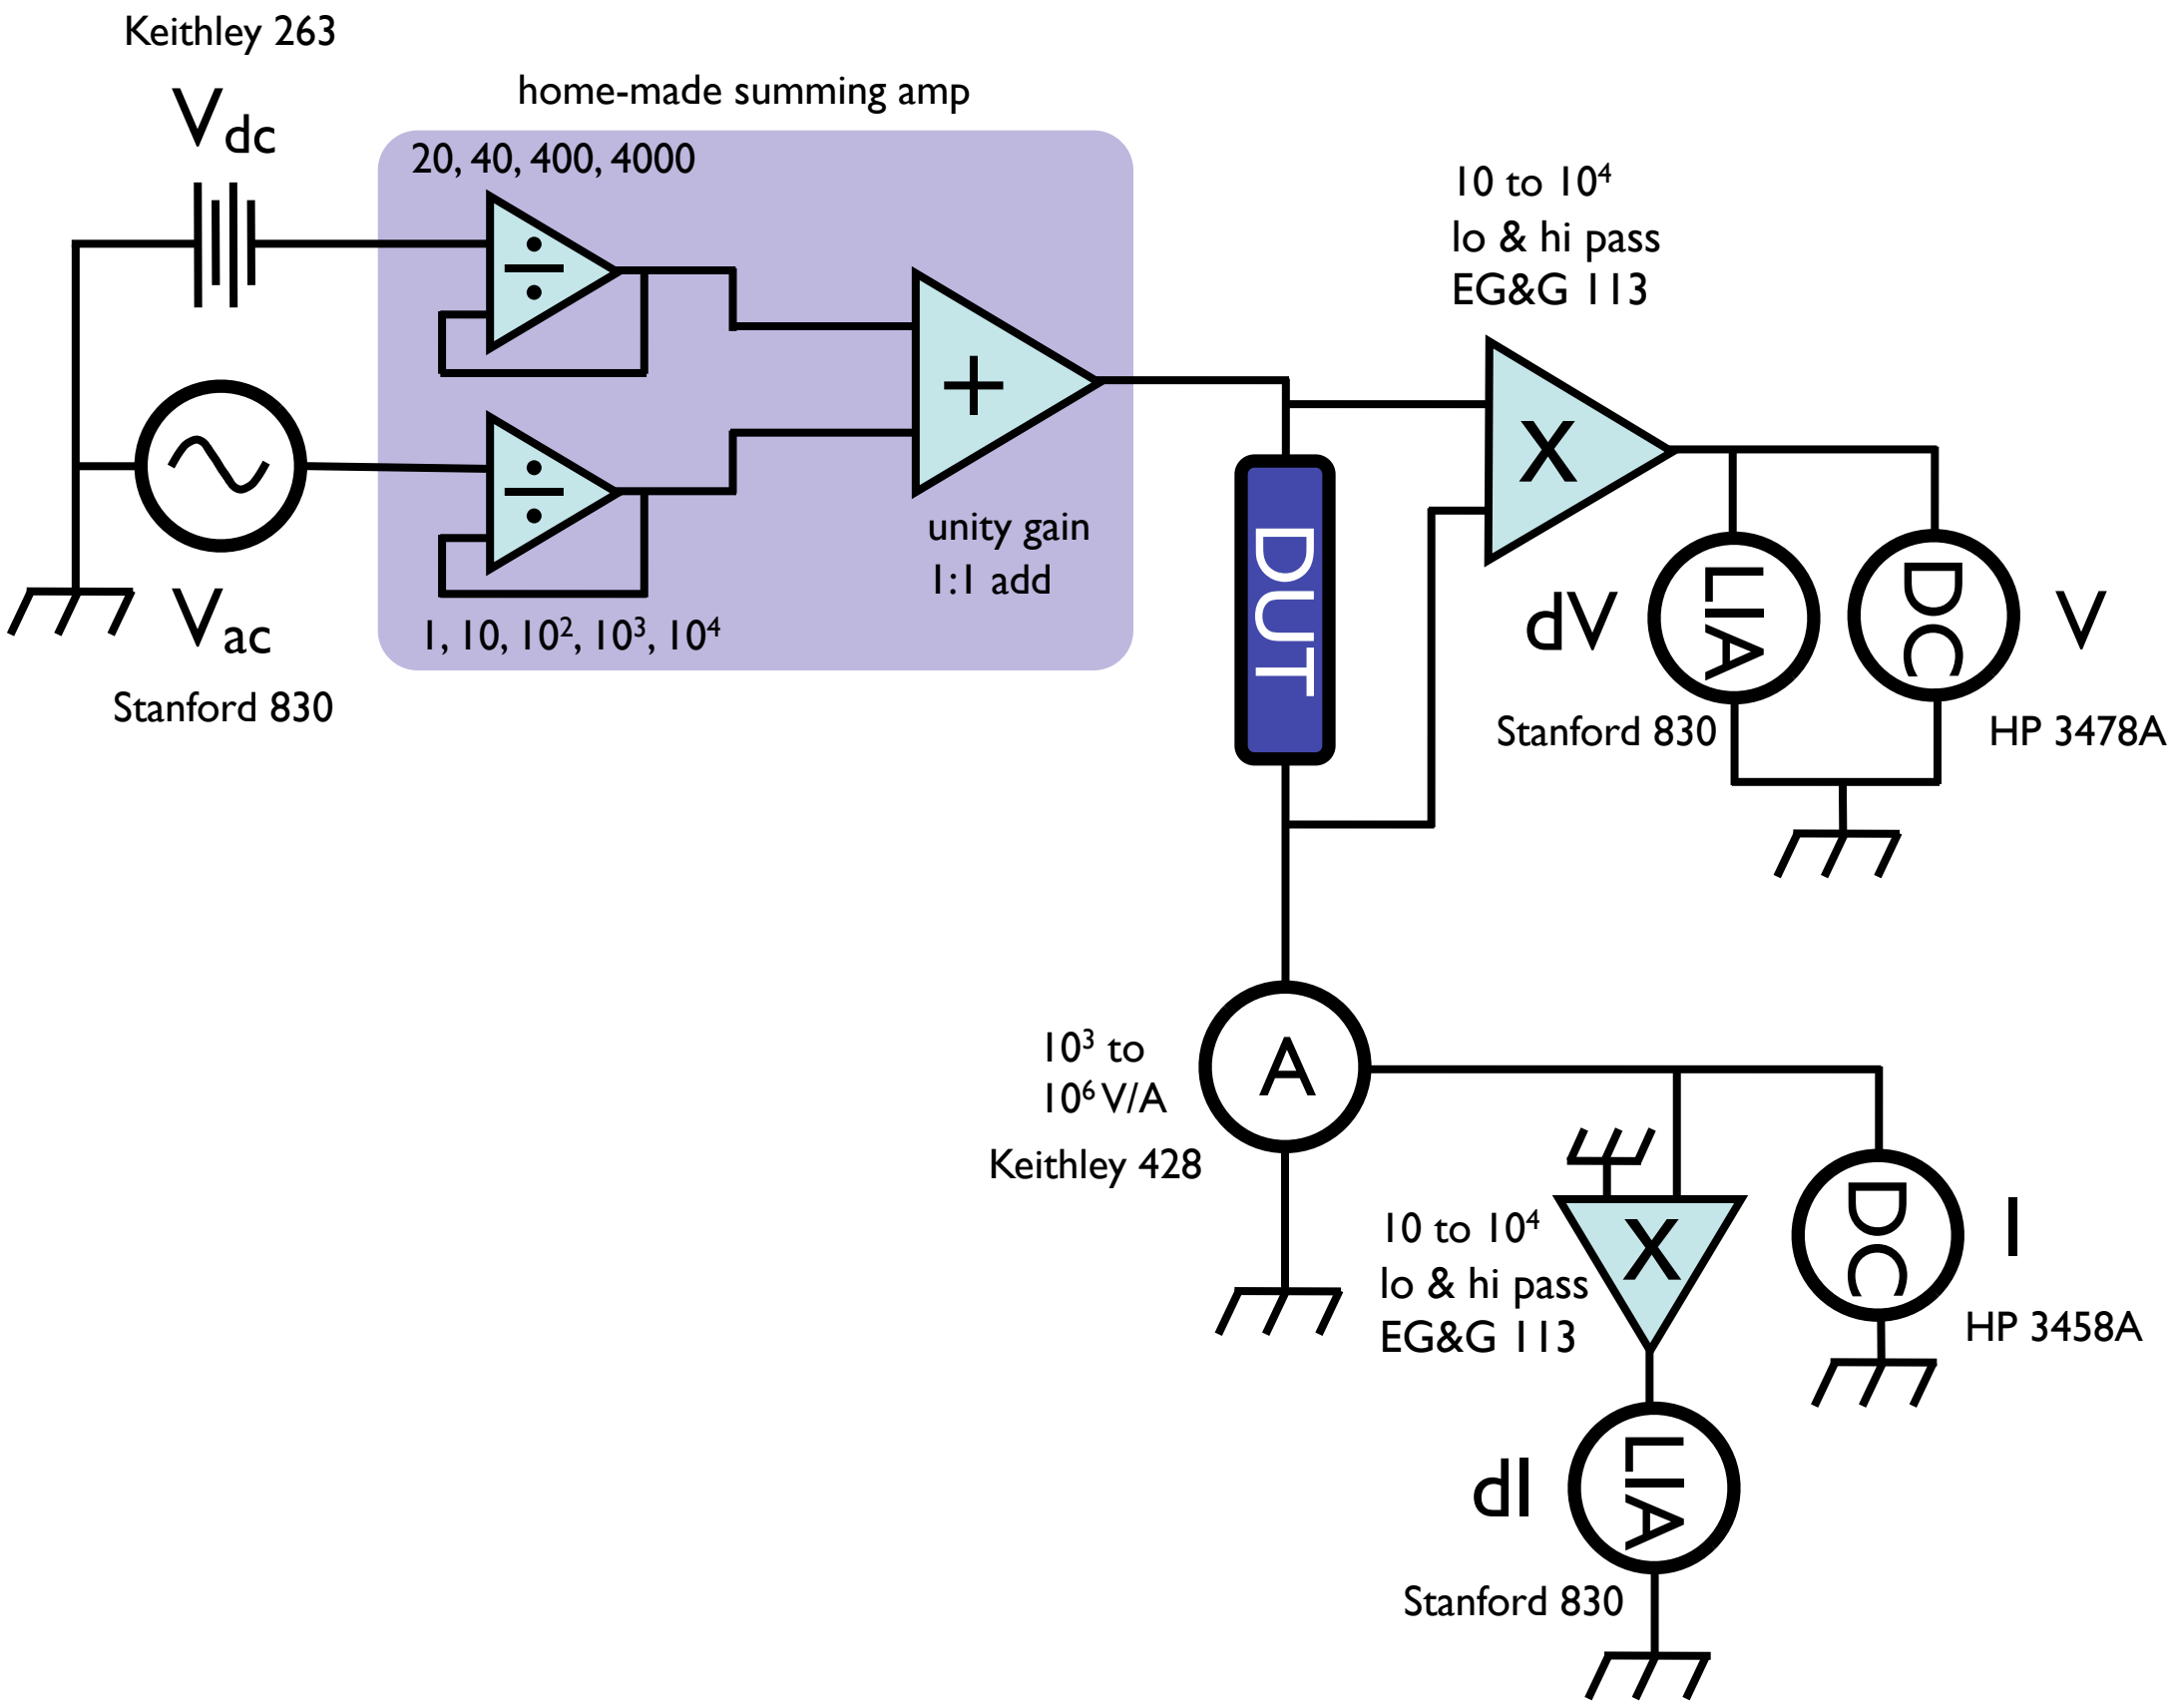 Keithley 263
Vdc
home-made summing amp
20, 40, 400, 4000
÷
÷
1, 10, 10², 10³, 10⁴
Vac
Stanford 830
+
unity gain
1:1 add
10 to 10⁴
lo & hi pass
EG&G 113
X
DUT
dV
LIA
Stanford 830
DC
V
HP 3478A
A
10³ to
10⁶ V/A
Keithley 428
10 to 10⁴
lo & hi pass
EG&G 113
X
DC
I
HP 3458A
dI
LIA
Stanford 830